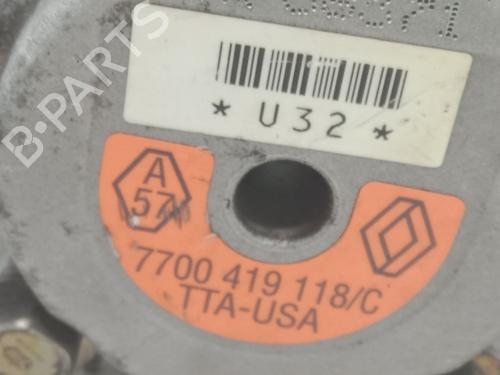 * U32 *
A
57
7700 419 118/C
TTA-USA
B-PARTS